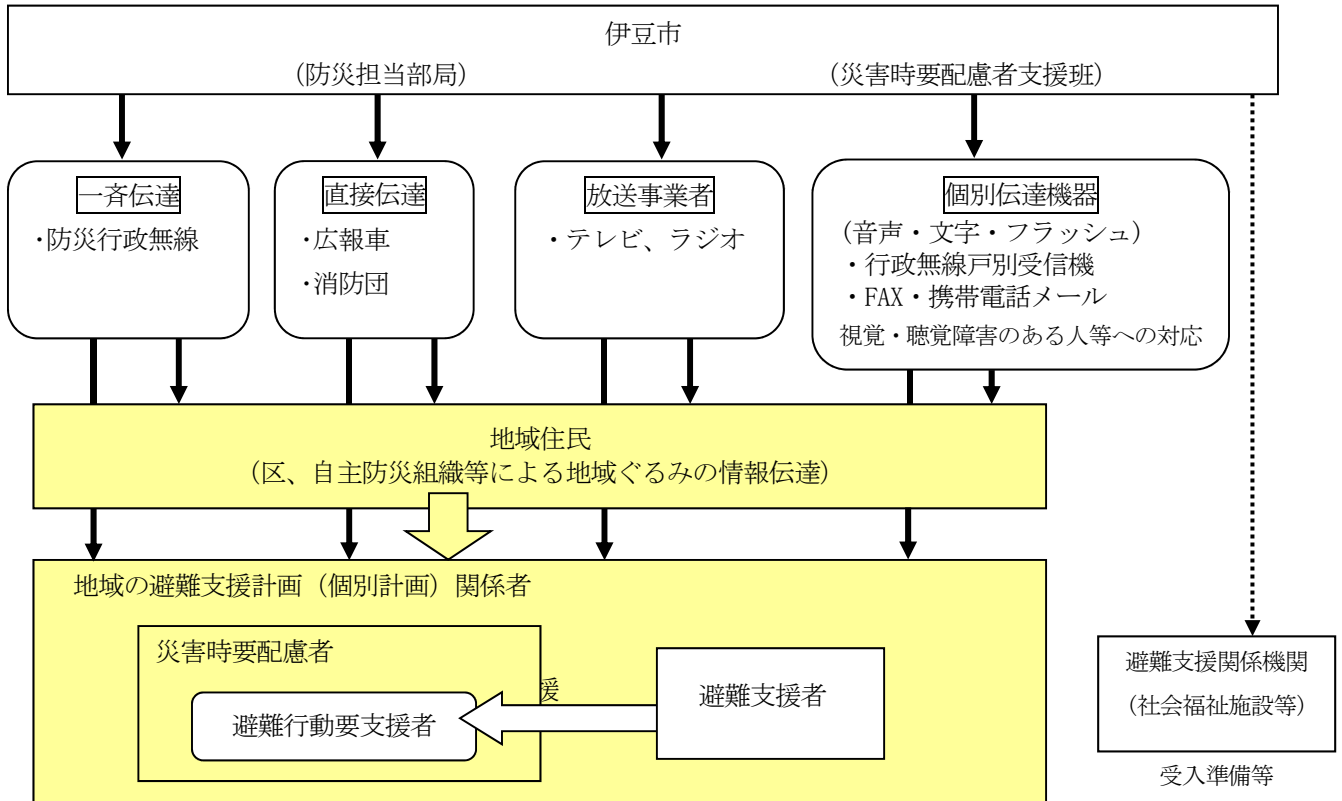 伊豆市
（防災担当部局）
（災害時要配慮者支援班）
一斉伝達
・防災行政無線
直接伝達
・広報車
・消防団
放送事業者
・テレビ、ラジオ
個別伝達機器
（音声・文字・フラッシュ）
・行政無線戸別受信機
・FAX・携帯電話メール
視覚・聴覚障害のある人等への対応
地域住民
（区、自主防災組織等による地域ぐるみの情報伝達）
地域の避難支援計画（個別計画）関係者
災害時要配慮者
避難行動要支援者
援
避難支援者
避難支援関係機関
（社会福祉施設等）
受入準備等